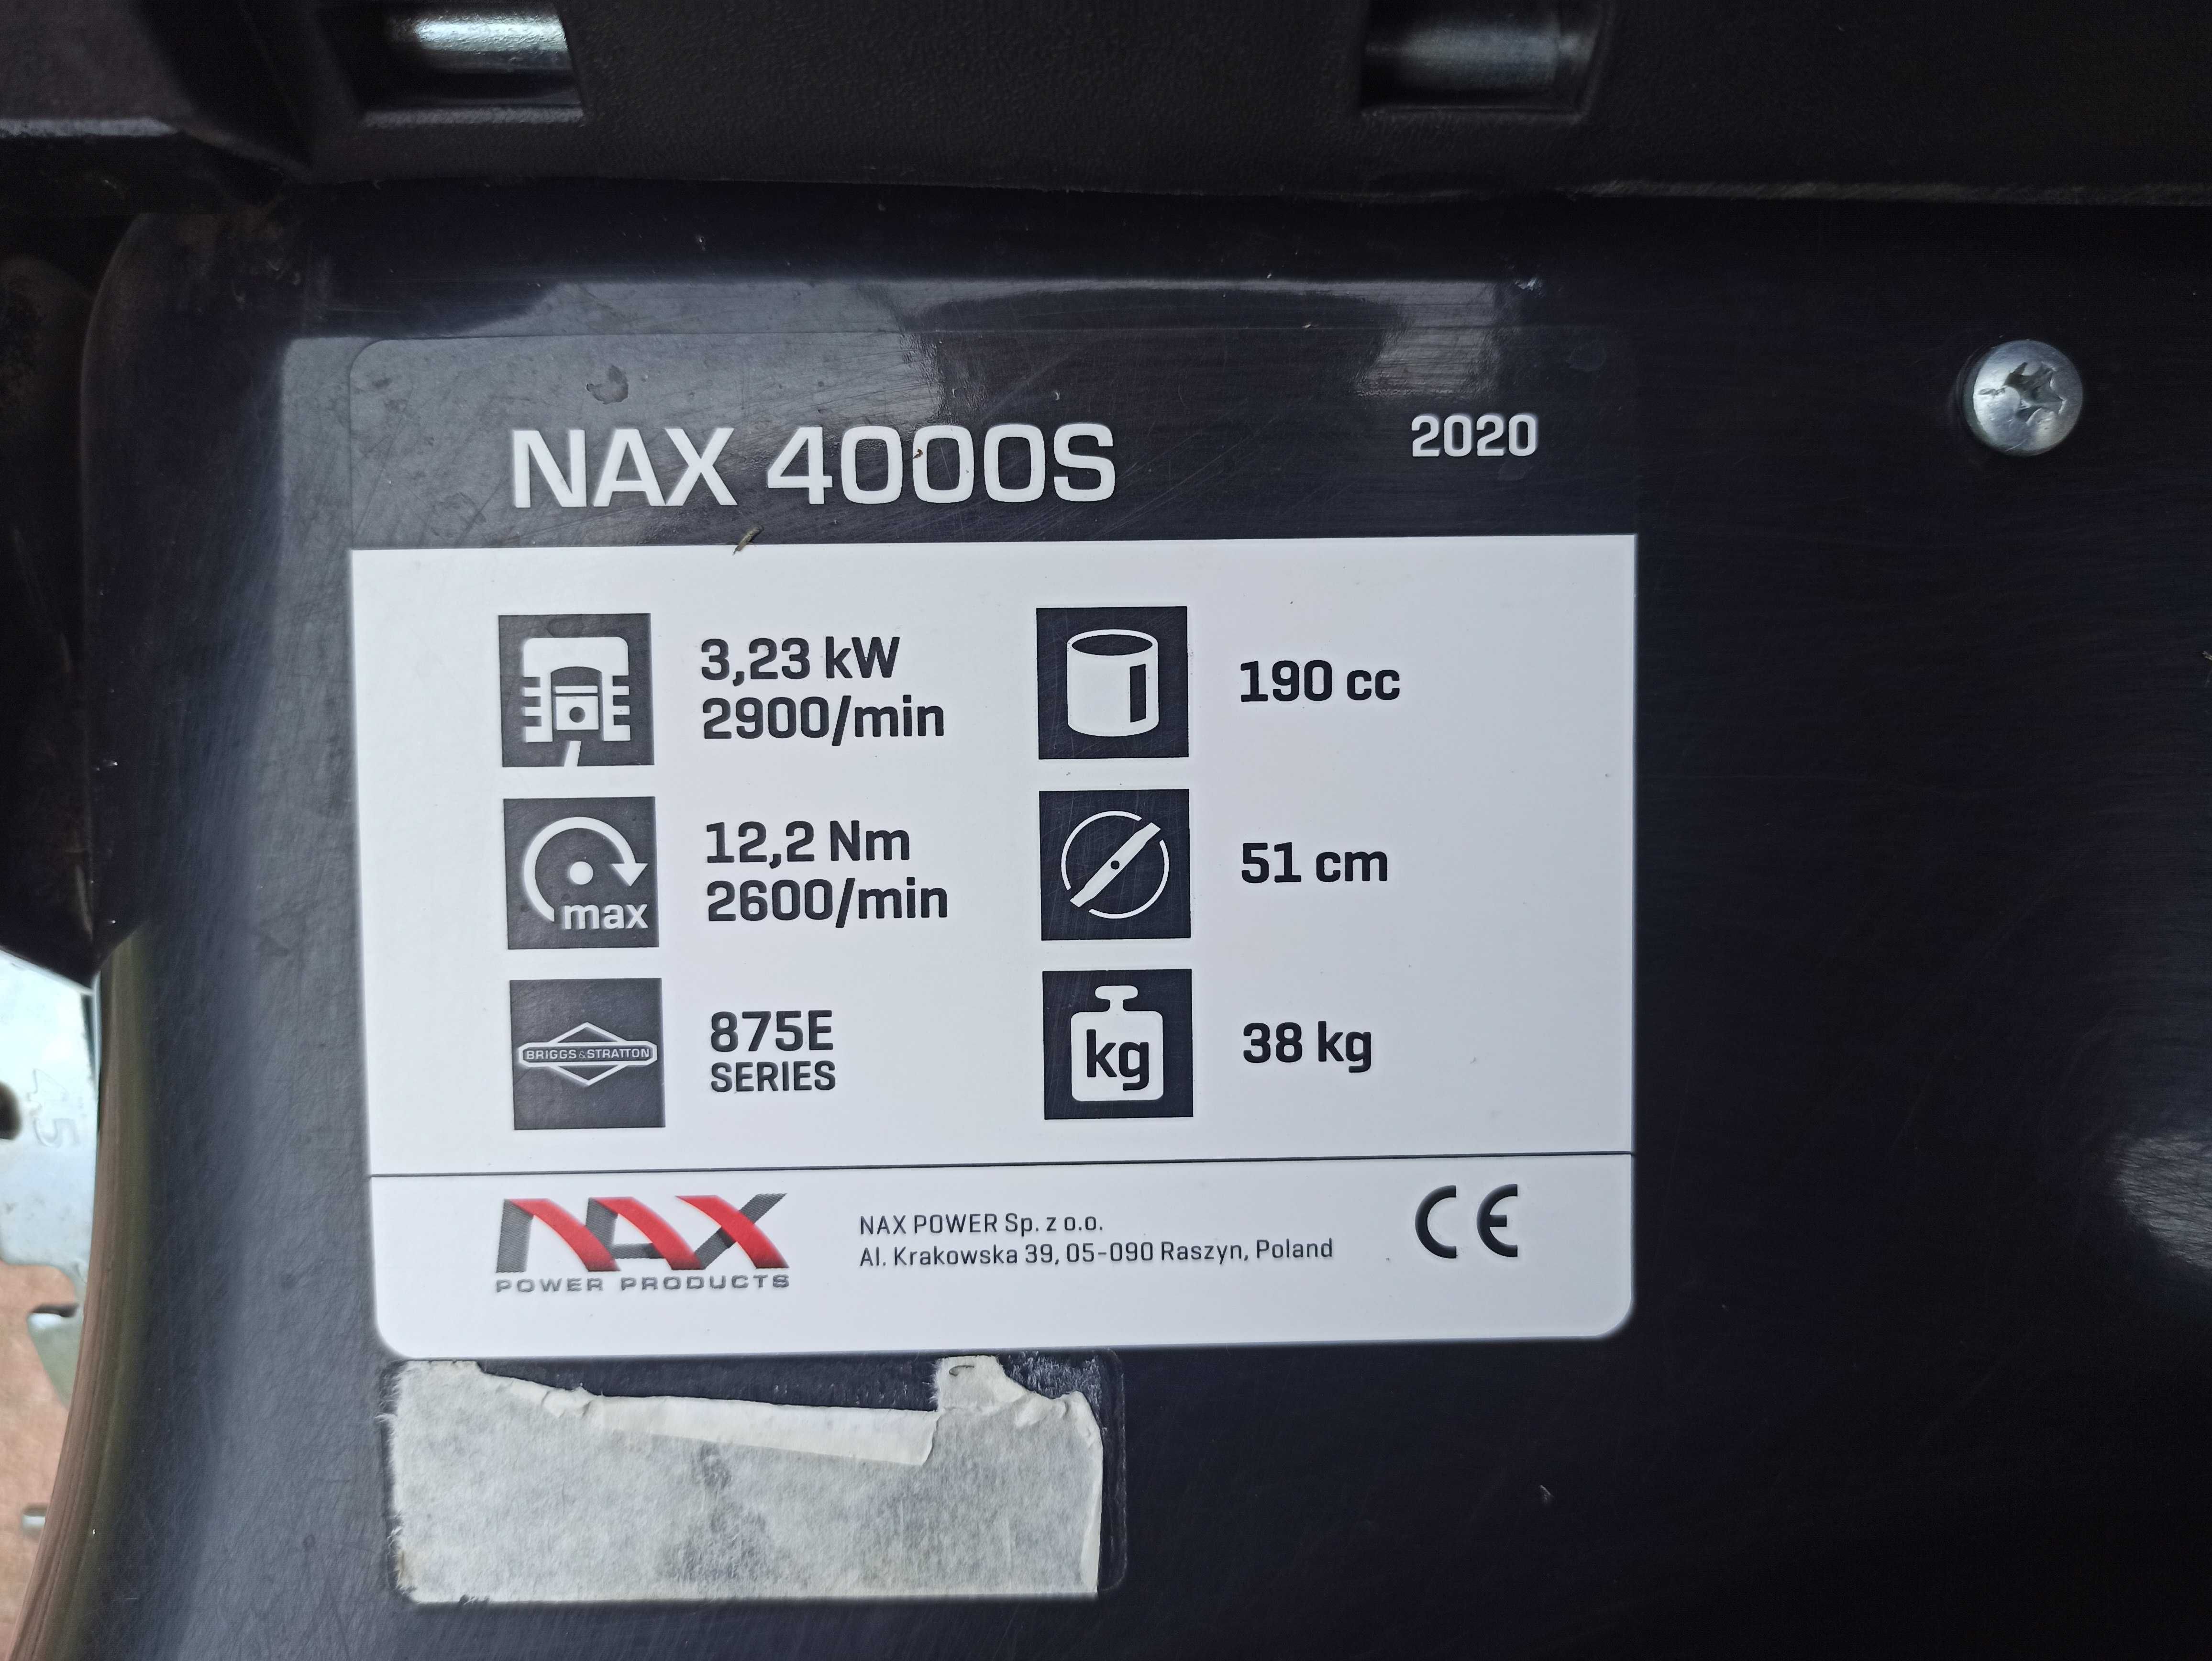 NAX 4000S
2020
3,23 kW
2900/min
190 cc
max
12,2 Nm
2600/min
51 cm
BRIGGS & STRATTON
875E
SERIES
kg
38 kg
NAX
POWER PRODUCTS
NAX POWER Sp. z o.o.
Al. Krakowska 39, 05-090 Raszyn, Poland
CE
45